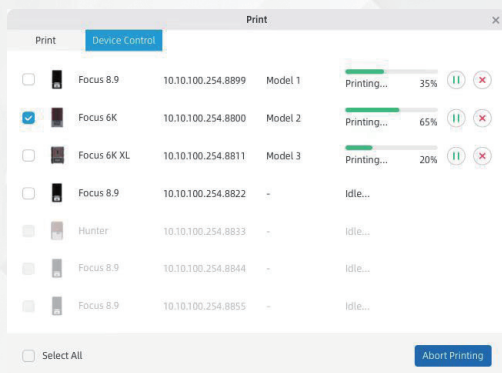 Print
Print Device Control
Focus 8.9 10.10.100.254.8899 Model 1 Printing... 35%
Focus 6K 10.10.100.254.8800 Model 2 Printing... 65%
Focus 6K XL 10.10.100.254.8811 Model 3 Printing... 20%
Focus 8.9 10.10.100.254.8822 - Idle...
Hunter 10.10.100.254.8833 - Idle...
Focus 8.9 10.10.100.254.8844 - Idle...
Focus 8.9 10.10.100.254.8855 - Idle...
Select All Abort Printing